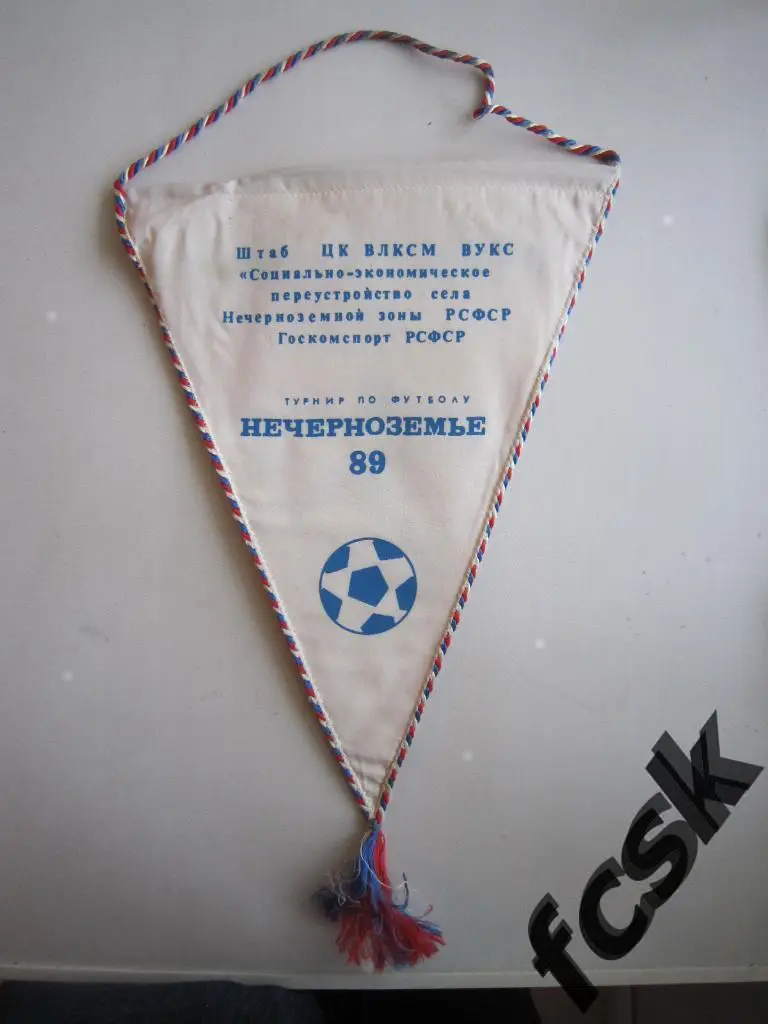 Штаб ЦК ВЛКСМ ВУКС
«Социально-экономическое
переустройство села
Нечерноземной зоны РСФСР
Госкомспорт РСФСР
ТУРНИР ПО ФУТБОЛУ
НЕЧЕРНОЗЕМЬЕ
89
fcsk